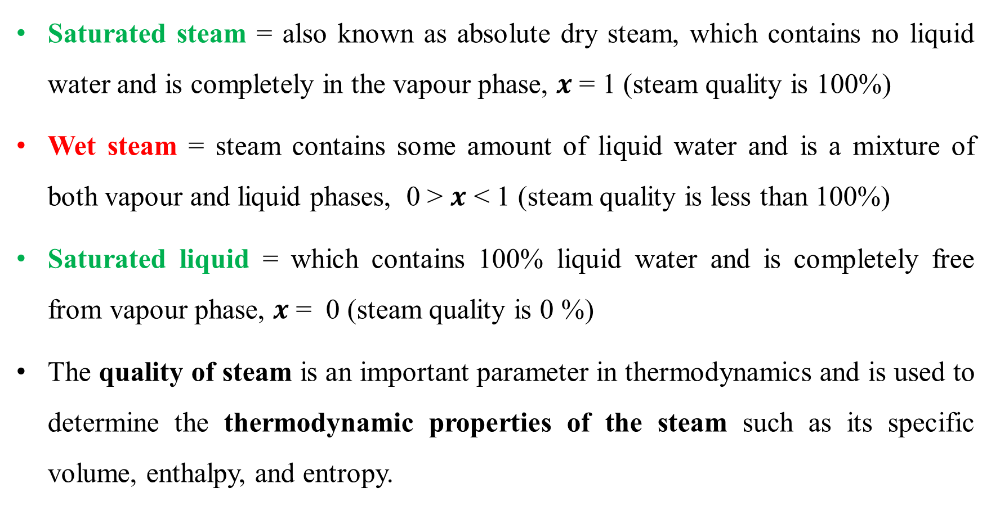 • Saturated steam = also known as absolute dry steam, which contains no liquid
water and is completely in the vapour phase, x = 1 (steam quality is 100%)
• Wet steam = steam contains some amount of liquid water and is a mixture of
both vapour and liquid phases, 0 > x < 1 (steam quality is less than 100%)
• Saturated liquid = which contains 100% liquid water and is completely free
from vapour phase, x = 0 (steam quality is 0 %)
• The quality of steam is an important parameter in thermodynamics and is used to
determine the thermodynamic properties of the steam such as its specific
volume, enthalpy, and entropy.